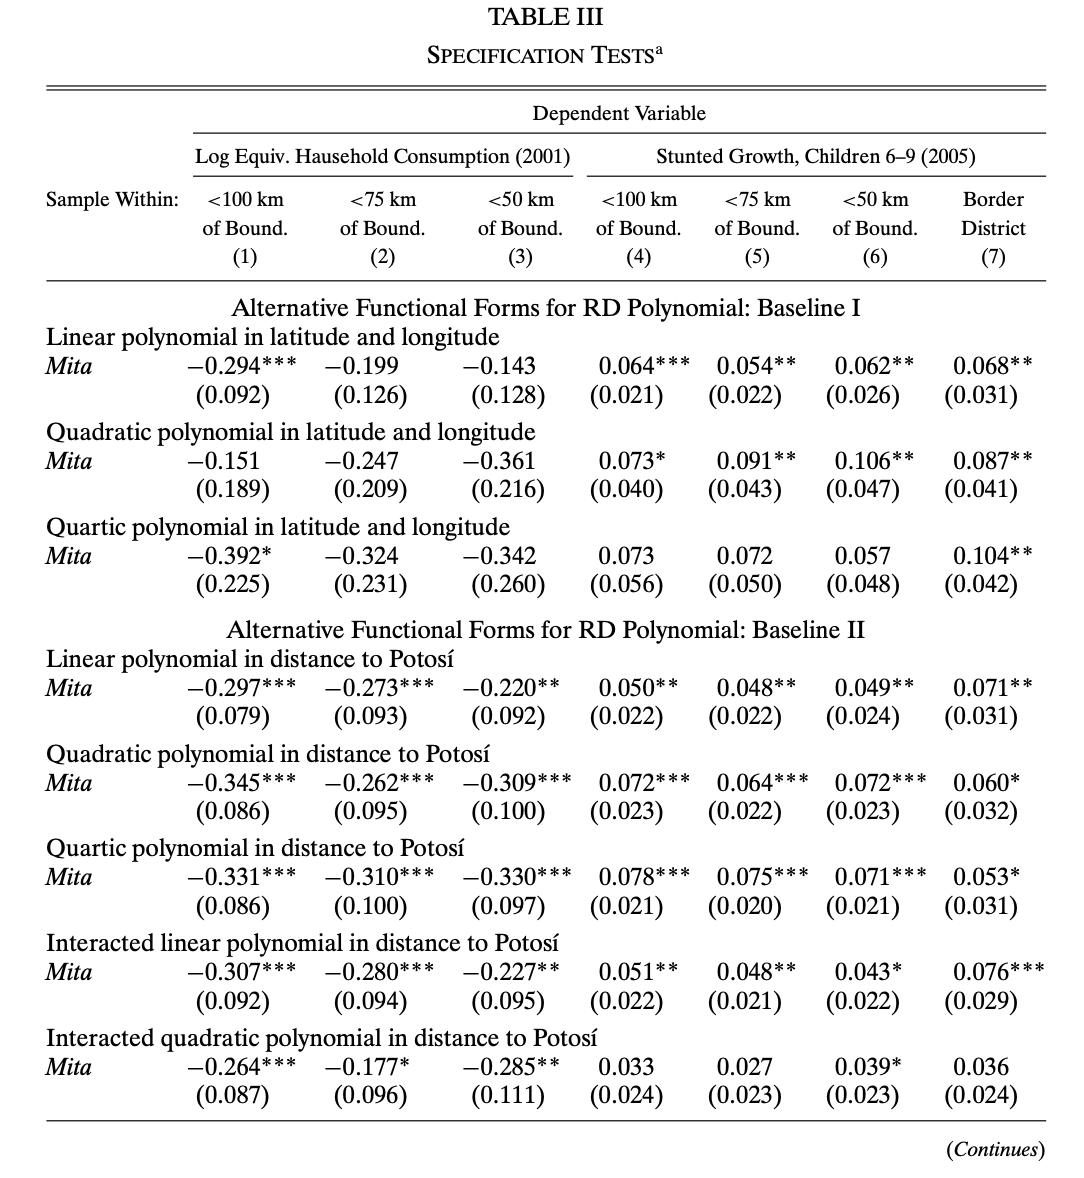 TABLE III
SPECIFICATION TESTSᵃ
Dependent Variable
Log Equiv. Hausehold Consumption (2001) Stunted Growth, Children 6–9 (2005)
Sample Within: <100 km <75 km <50 km <100 km <75 km <50 km Border
of Bound. of Bound. of Bound. of Bound. of Bound. of Bound. District
(1) (2) (3) (4) (5) (6) (7)
Alternative Functional Forms for RD Polynomial: Baseline I
Linear polynomial in latitude and longitude
Mita −0.294*** −0.199 −0.143 0.064*** 0.054** 0.062** 0.068**
(0.092) (0.126) (0.128) (0.021) (0.022) (0.026) (0.031)
Quadratic polynomial in latitude and longitude
Mita −0.151 −0.247 −0.361 0.073* 0.091** 0.106** 0.087**
(0.189) (0.209) (0.216) (0.040) (0.043) (0.047) (0.041)
Quartic polynomial in latitude and longitude
Mita −0.392* −0.324 −0.342 0.073 0.072 0.057 0.104**
(0.225) (0.231) (0.260) (0.056) (0.050) (0.048) (0.042)
Alternative Functional Forms for RD Polynomial: Baseline II
Linear polynomial in distance to Potosí
Mita −0.297*** −0.273*** −0.220** 0.050** 0.048** 0.049** 0.071**
(0.079) (0.093) (0.092) (0.022) (0.022) (0.024) (0.031)
Quadratic polynomial in distance to Potosí
Mita −0.345*** −0.262*** −0.309*** 0.072*** 0.064*** 0.072*** 0.060*
(0.086) (0.095) (0.100) (0.023) (0.022) (0.023) (0.032)
Quartic polynomial in distance to Potosí
Mita −0.331*** −0.310*** −0.330*** 0.078*** 0.075*** 0.071*** 0.053*
(0.086) (0.100) (0.097) (0.021) (0.020) (0.021) (0.031)
Interacted linear polynomial in distance to Potosí
Mita −0.307*** −0.280*** −0.227** 0.051** 0.048** 0.043* 0.076***
(0.092) (0.094) (0.095) (0.022) (0.021) (0.022) (0.029)
Interacted quadratic polynomial in distance to Potosí
Mita −0.264*** −0.177* −0.285** 0.033 0.027 0.039* 0.036
(0.087) (0.096) (0.111) (0.024) (0.023) (0.023) (0.024)
(Continues)